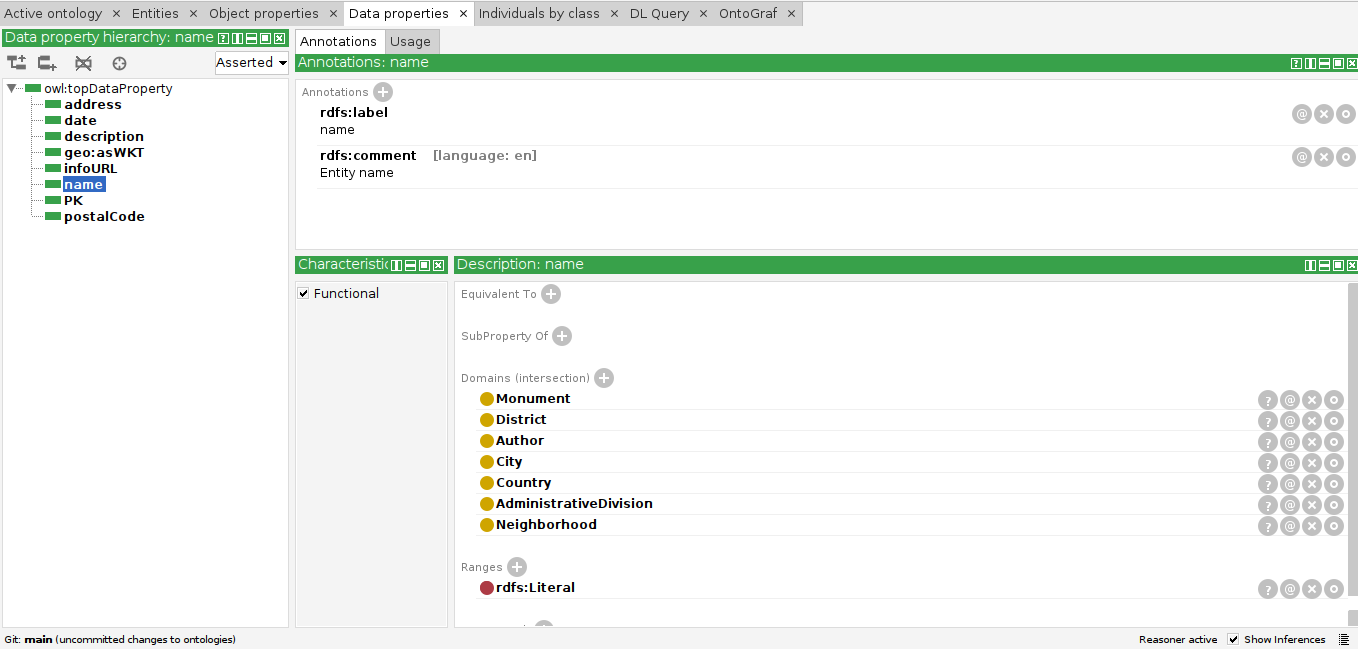 Active ontology × Entities × Object properties × Data properties × Individuals by class × DL Query × OntoGraf ×
Data property hierarchy: name
Asserted
owl:topDataProperty
address
date
description
geo:asWKT
infoURL
name
PK
postalCode
Annotations Usage
Annotations: name
Annotations
rdfs:label
name
rdfs:comment [language: en]
Entity name
Characteristic
Functional
Description: name
Equivalent To
SubProperty Of
Domains (intersection)
Monument
District
Author
City
Country
AdministrativeDivision
Neighborhood
Ranges
rdfs:Literal
Git: main (uncommitted changes to ontologies)
Reasoner active Show Inferences